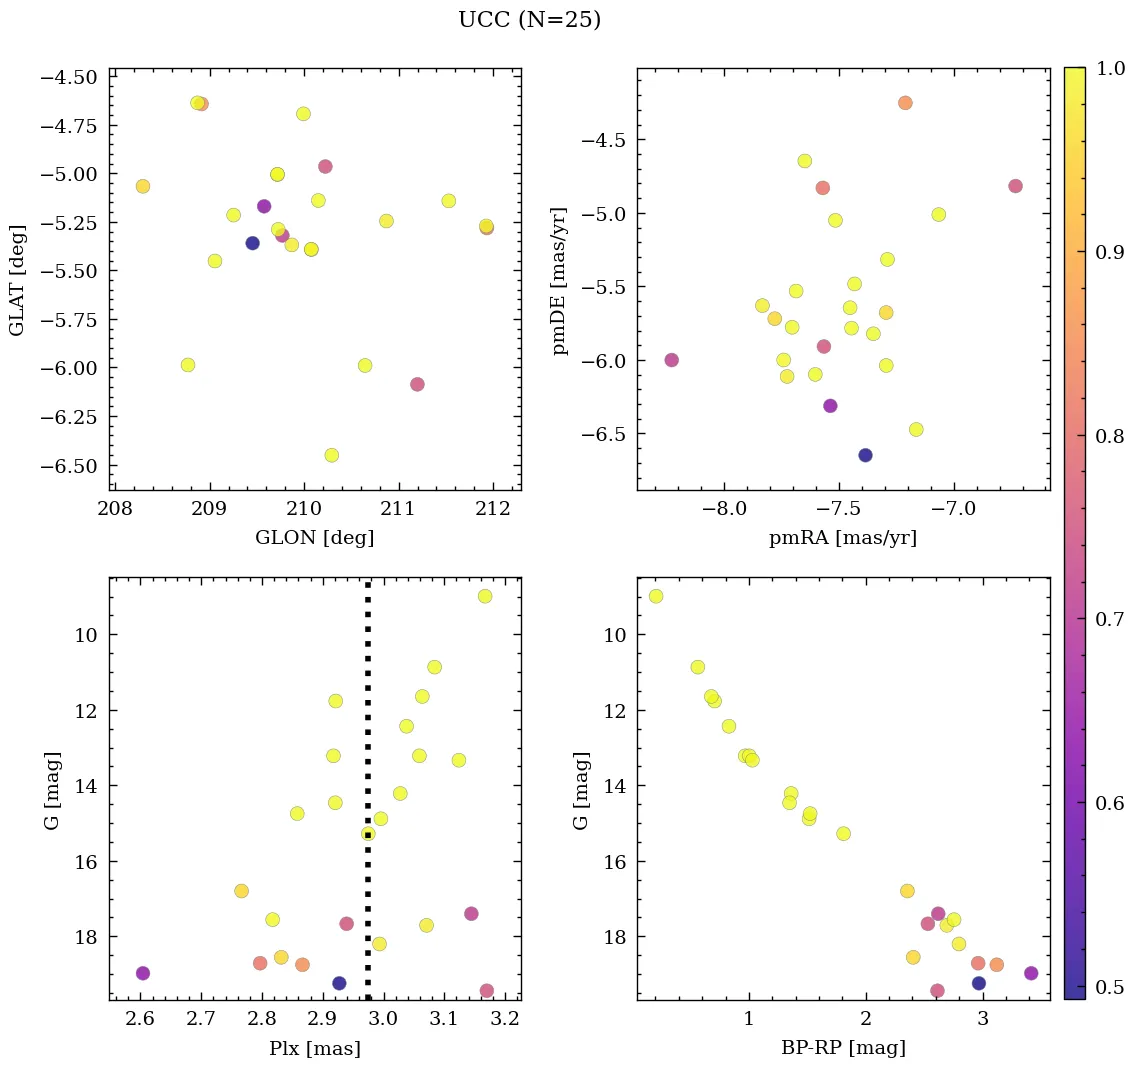 UCC (N=25)
−4.50
−4.75
−5.00
−5.25
−5.50
−5.75
−6.00
−6.25
−6.50
GLAT [deg]
208 209 210 211 212
GLON [deg]
−4.5
−5.0
−5.5
−6.0
−6.5
pmDE [mas/yr]
−8.0 −7.5 −7.0
pmRA [mas/yr]
10
12
14
16
18
G [mag]
2.6 2.7 2.8 2.9 3.0 3.1 3.2
Plx [mas]
10
12
14
16
18
G [mag]
1 2 3
BP-RP [mag]
1.0
0.9
0.8
0.7
0.6
0.5